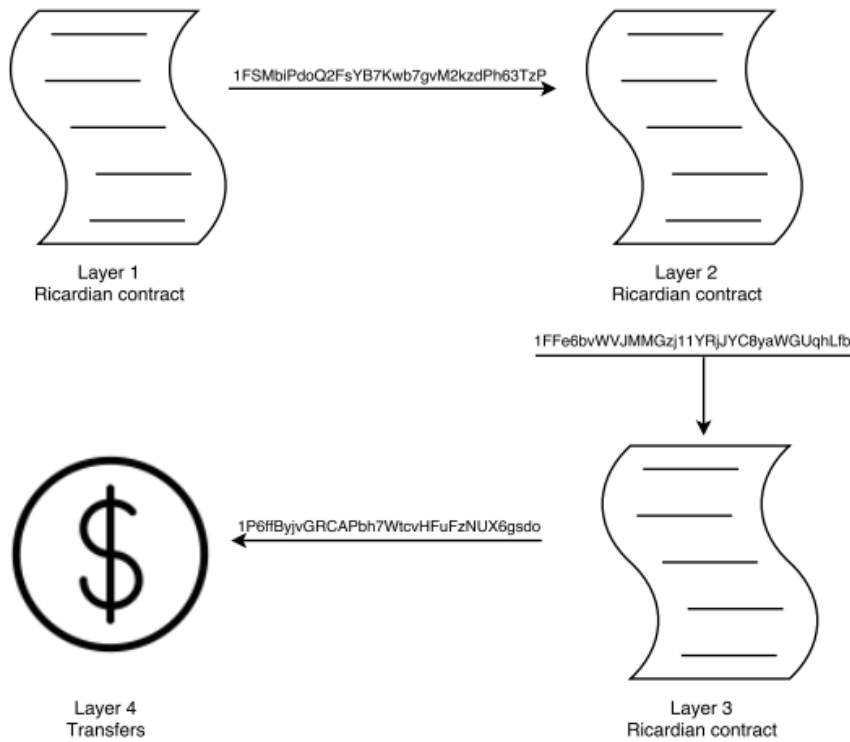 1FSMbiPdoQ2FsYB7Kwb7gvM2kzdPh63TzP
Layer 1
Ricardian contract
Layer 2
Ricardian contract
1FFe6bvWVJMMGzj11YRjJYC8yaWGUqhLfb
1P6ffByjvGRCAPbh7WtcvHFuFzNUX6gsdo
Layer 4
Transfers
Layer 3
Ricardian contract